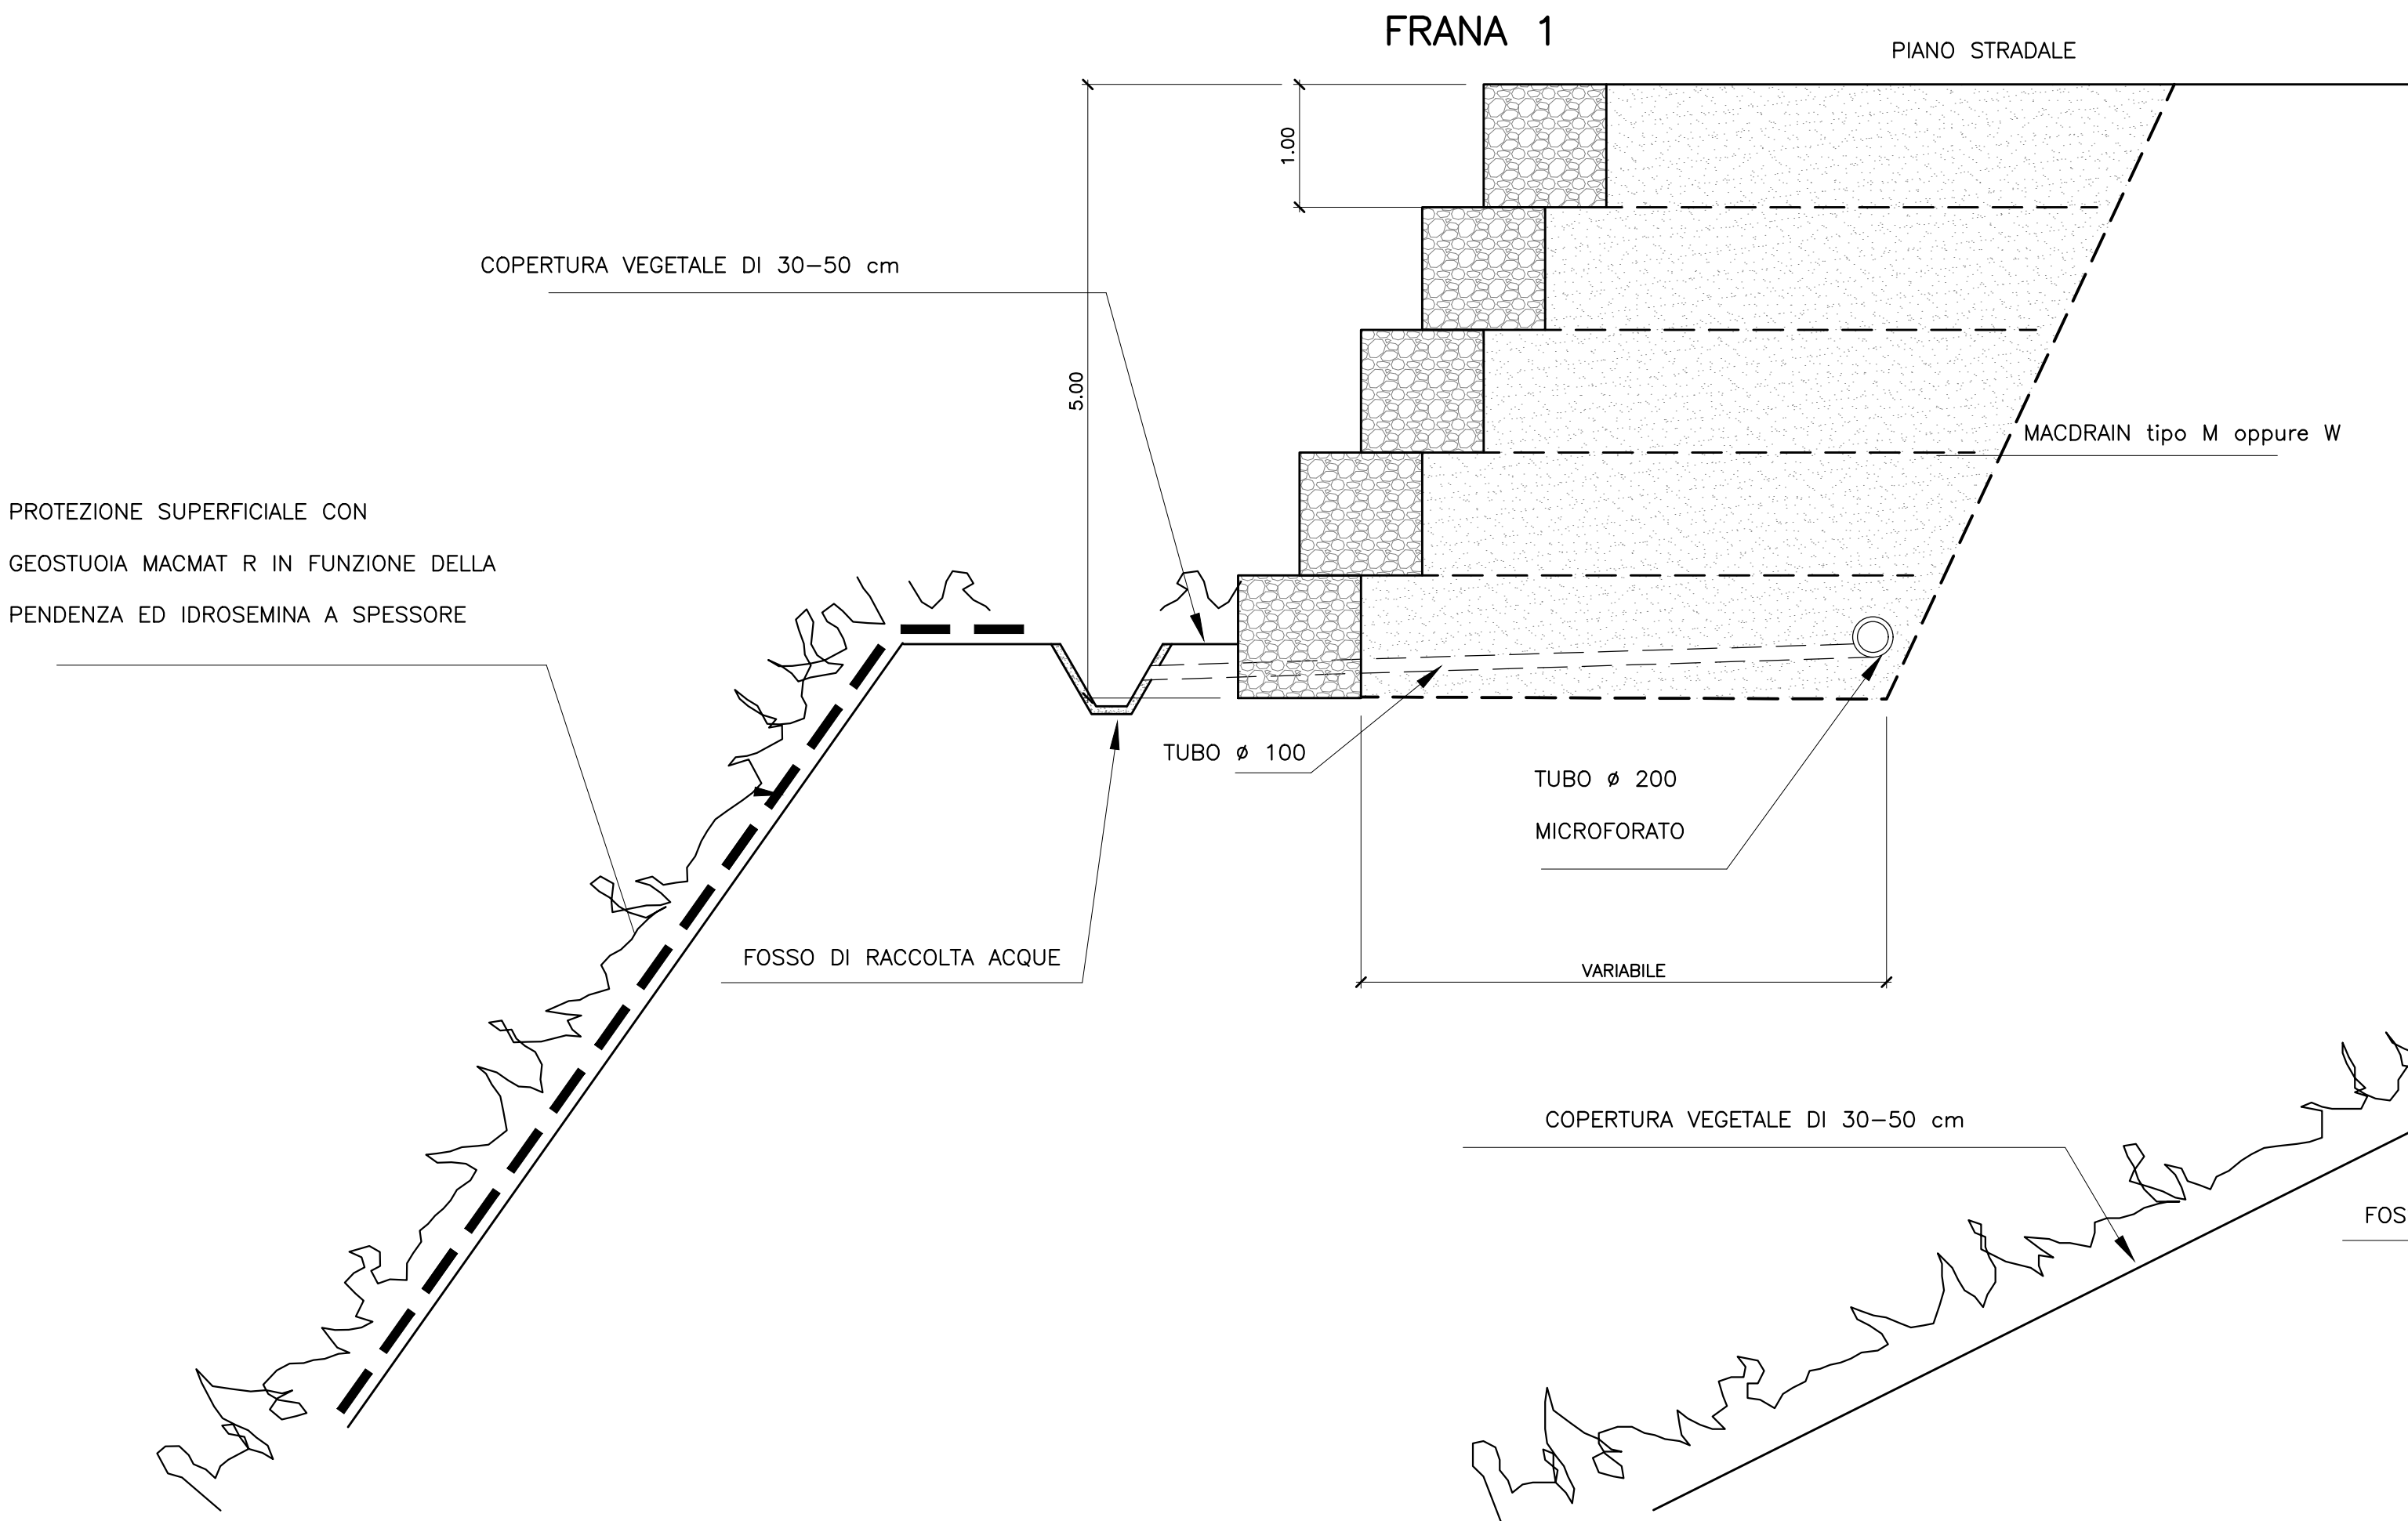 FRANA 1
PIANO STRADALE
1.00
COPERTURA VEGETALE DI 30-50 cm
5.00
MACDRAIN tipo M oppure W
PROTEZIONE SUPERFICIALE CON
GEOSTUOIA MACMAT R IN FUNZIONE DELLA
PENDENZA ED IDROSEMINA A SPESSORE
TUBO ø 100
TUBO ø 200
MICROFORATO
FOSSO DI RACCOLTA ACQUE
VARIABILE
COPERTURA VEGETALE DI 30-50 cm
FOS